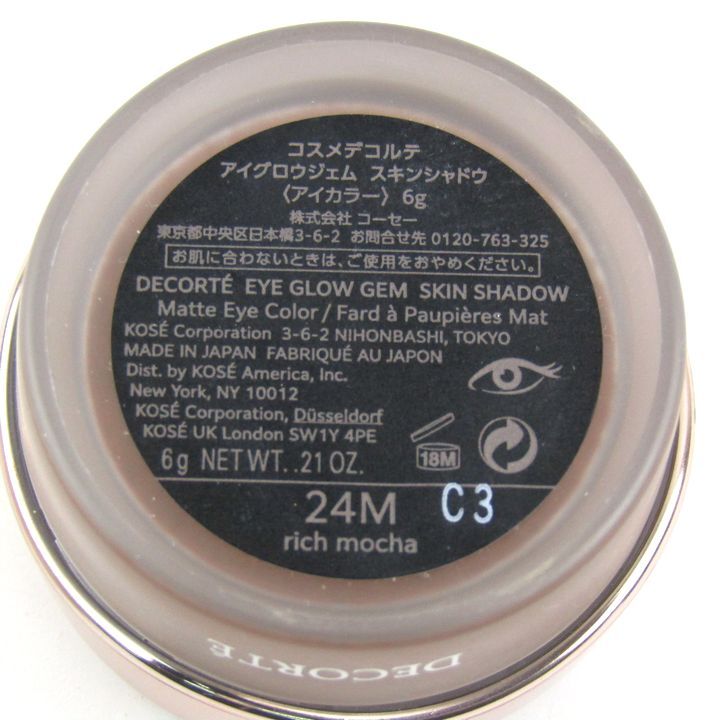 コスメデコルテ
アイグロウジェム スキンシャドウ
〈アイカラー〉 6g
株式会社 コーセー
東京都中央区日本橋3-6-2 お問合せ先 0120-763-325
お肌に合わないときは、ご使用をおやめください。
DECORTÉ EYE GLOW GEM SKIN SHADOW
Matte Eye Color / Fard à Paupières Mat
KOSÉ Corporation 3-6-2 NIHONBASHI, TOKYO
MADE IN JAPAN FABRIQUÉ AU JAPON
Dist. by KOSÉ America, Inc.
New York, NY 10012
KOSÉ Corporation, Düsseldorf
KOSÉ UK London SW1Y 4PE
18M
6g NET WT. .21 OZ.
24M C3
rich mocha
DECORTÉ